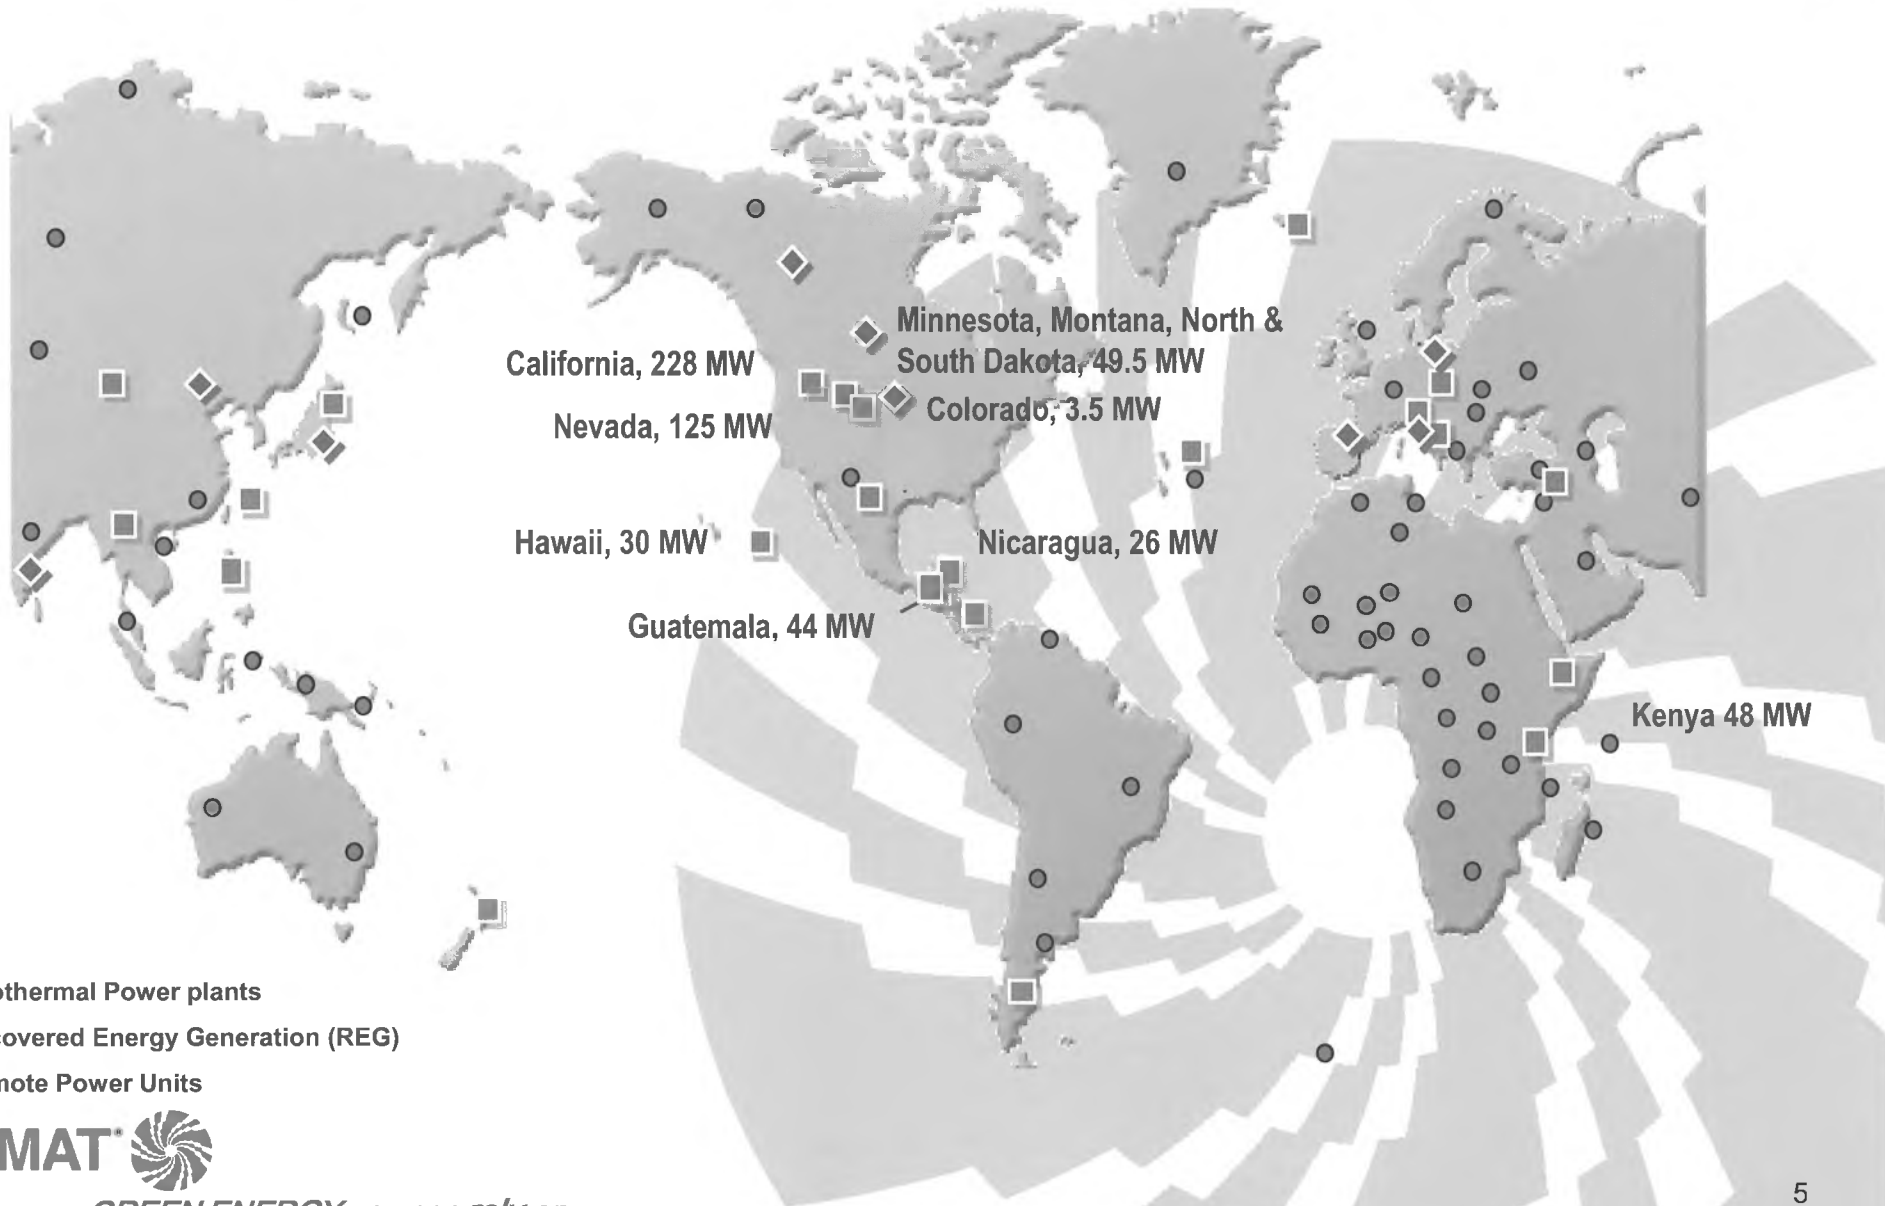 Minnesota, Montana, North &
South Dakota, 49.5 MW
California, 228 MW
Colorado, 3.5 MW
Nevada, 125 MW
Hawaii, 30 MW
Nicaragua, 26 MW
Guatemala, 44 MW
Kenya 48 MW
othermal Power plants
covered Energy Generation (REG)
mote Power Units
MAT®
GREEN ENERGY
5